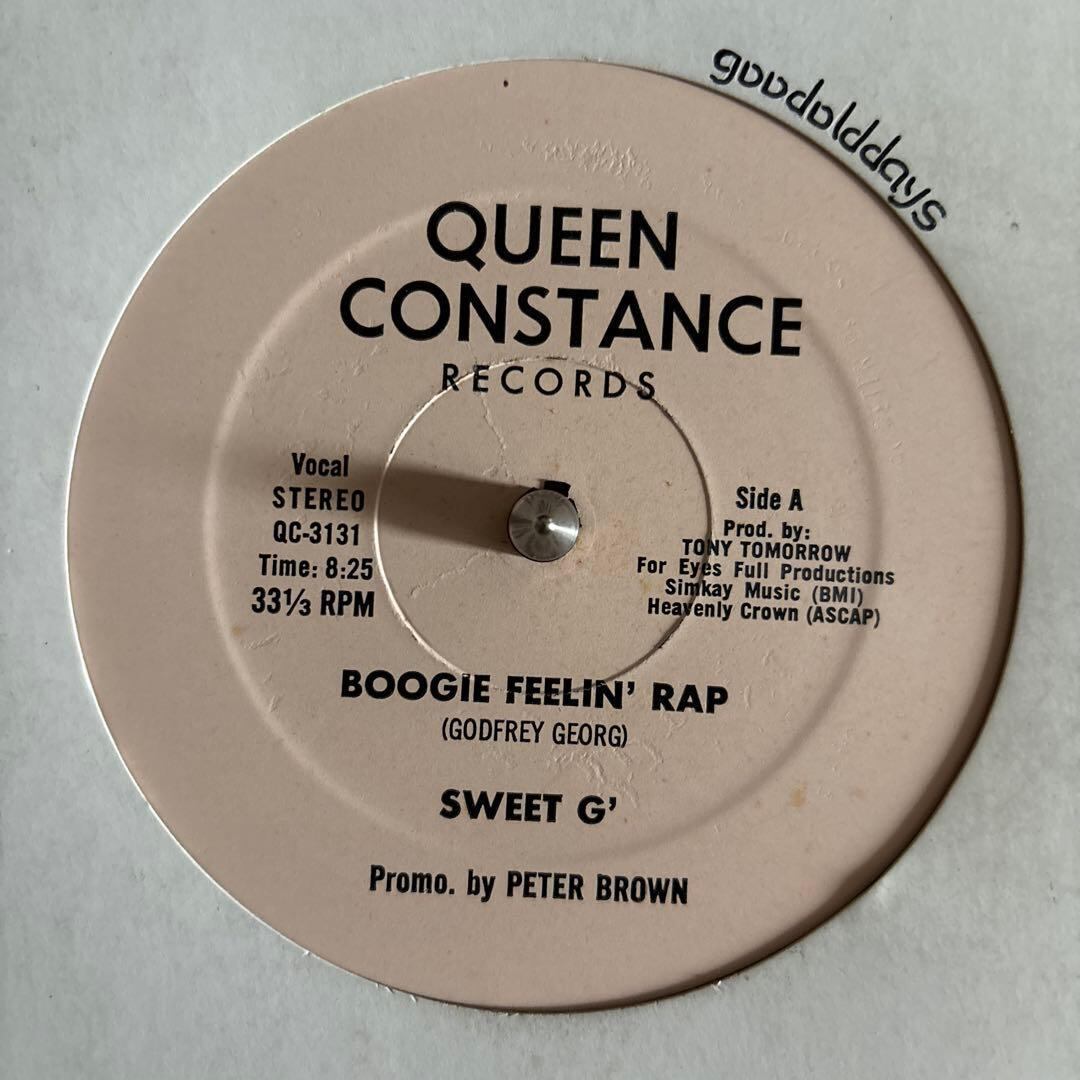 goodolddays
QUEEN
CONSTANCE
RECORDS
Vocal
STEREO
QC-3131
Time: 8:25
33⅓ RPM
Side A
Prod. by:
TONY TOMORROW
For Eyes Full Productions
Simkay Music (BMI)
Heavenly Crown (ASCAP)
BOOGIE FEELIN' RAP
(GODFREY GEORG)
SWEET G'
Promo. by PETER BROWN